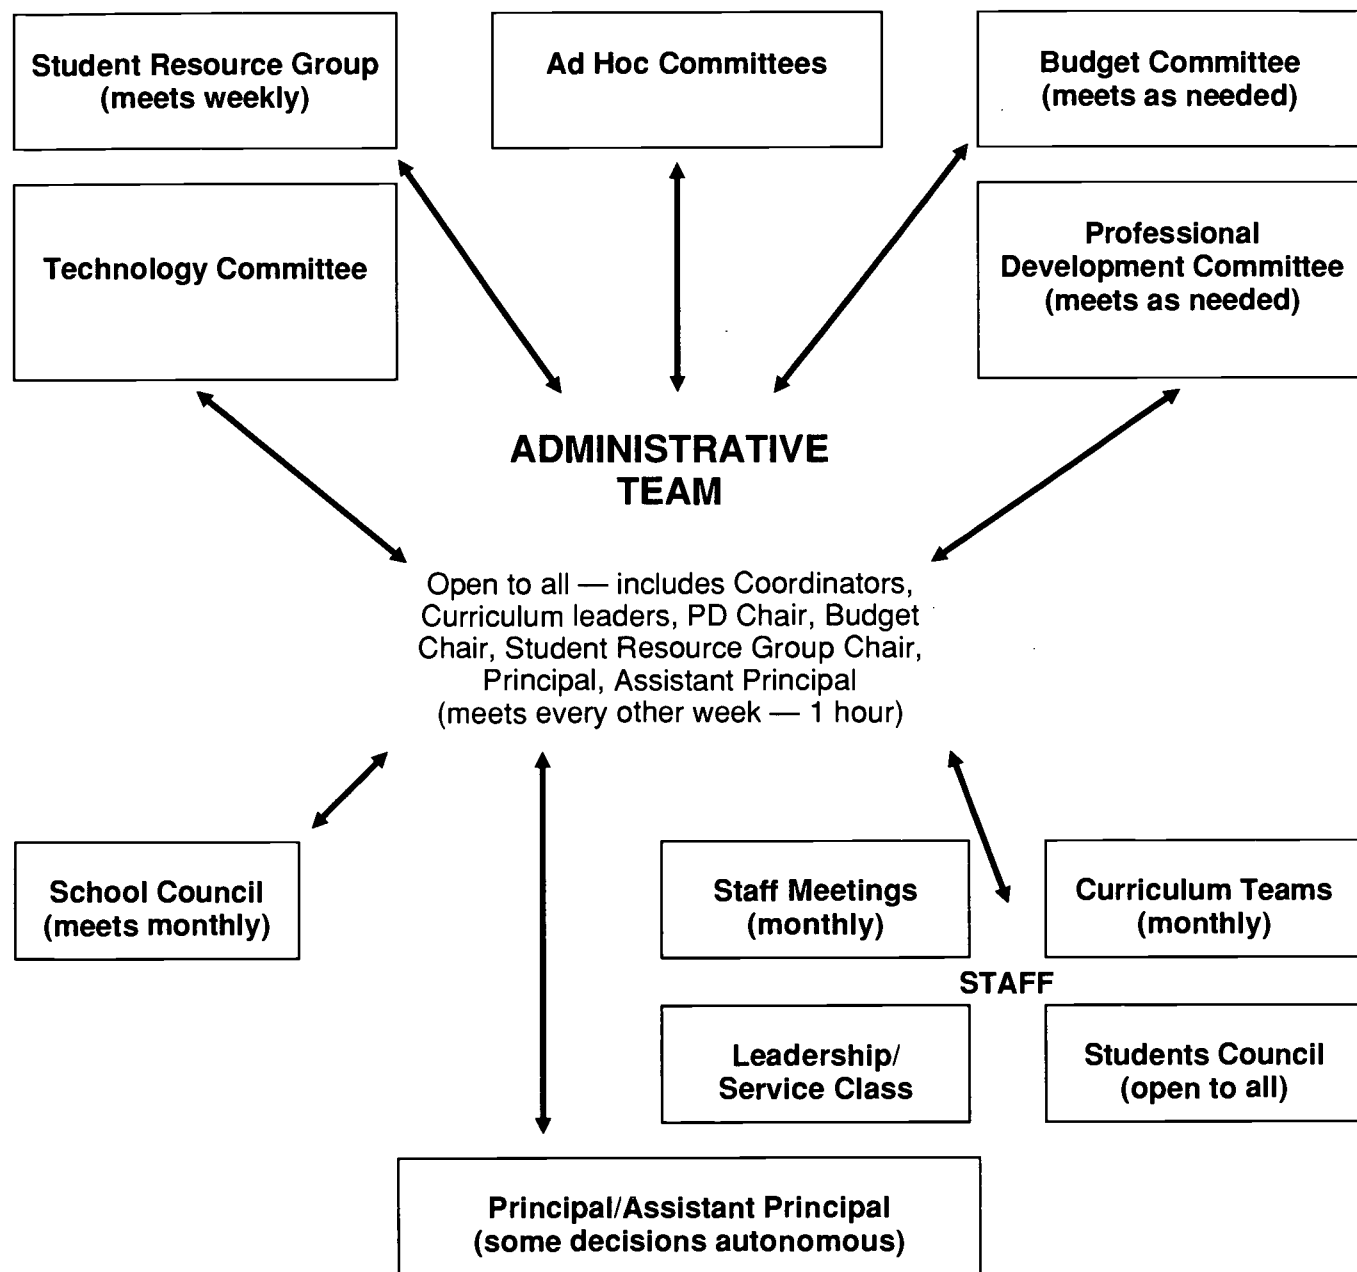 Student Resource Group
(meets weekly)
Ad Hoc Committees
Budget Committee
(meets as needed)
Technology Committee
Professional
Development Committee
(meets as needed)
ADMINISTRATIVE
TEAM
Open to all — includes Coordinators,
Curriculum leaders, PD Chair, Budget
Chair, Student Resource Group Chair,
Principal, Assistant Principal
(meets every other week — 1 hour)
School Council
(meets monthly)
Staff Meetings
(monthly)
Curriculum Teams
(monthly)
STAFF
Leadership/
Service Class
Students Council
(open to all)
Principal/Assistant Principal
(some decisions autonomous)